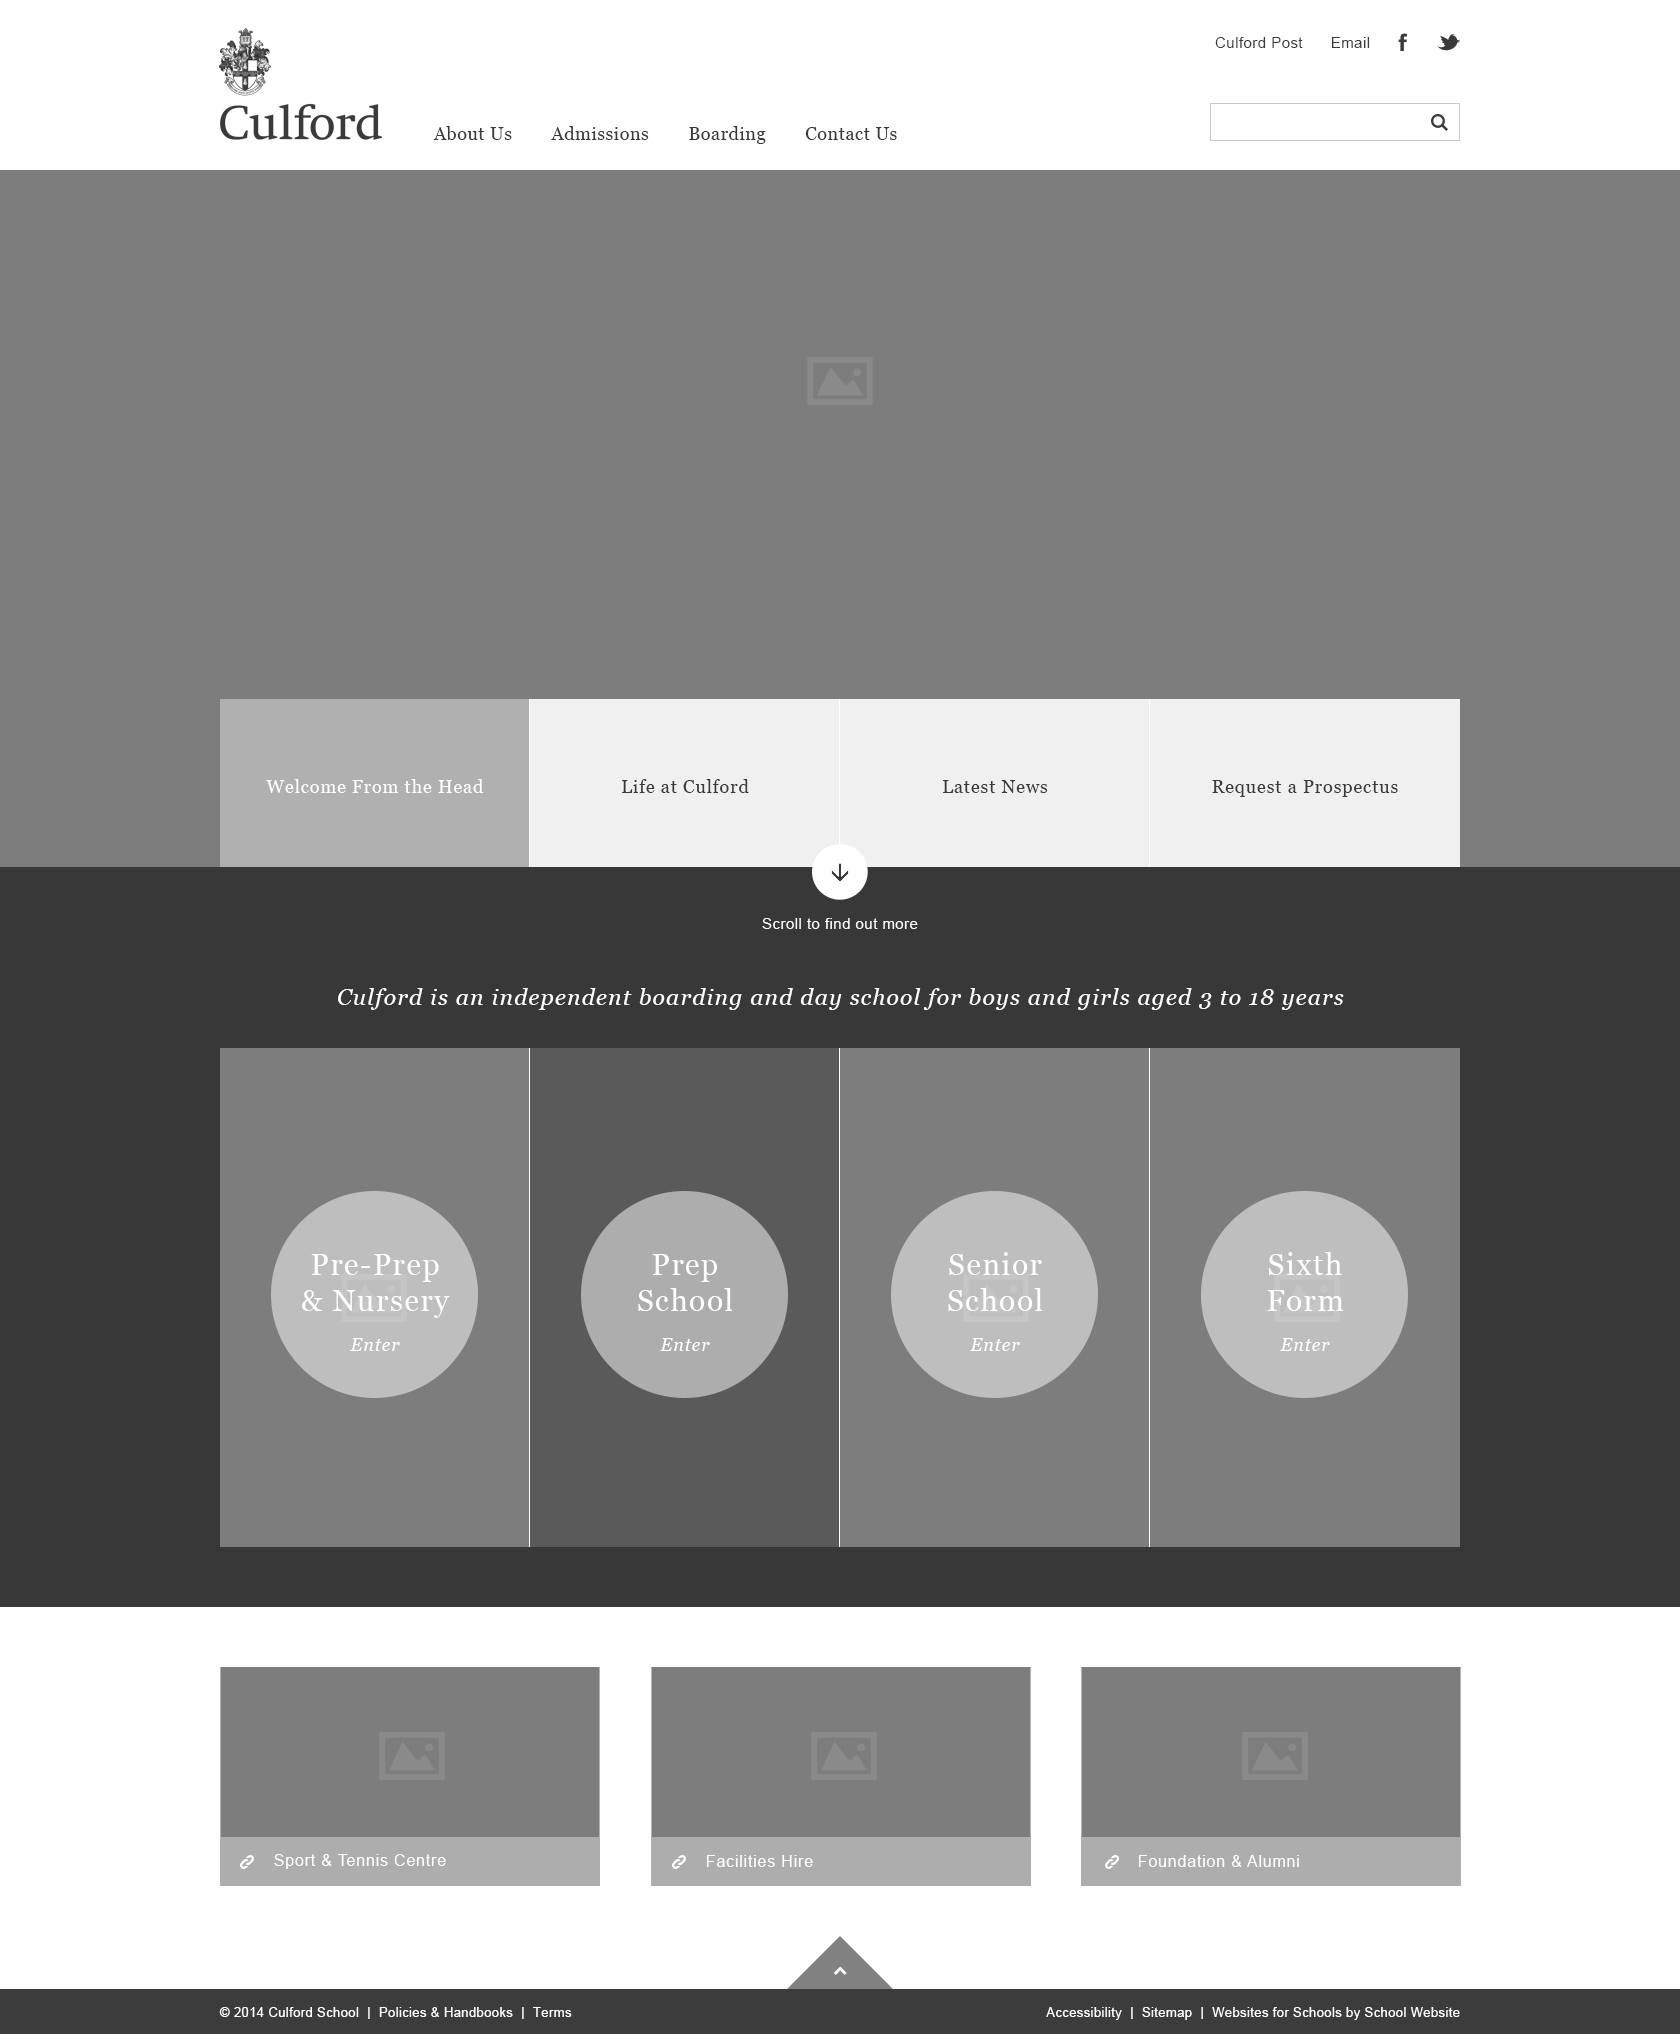 Culford Post
Email
Culford
About Us
Admissions
Boarding
Contact Us
Welcome From the Head
Life at Culford
Latest News
Request a Prospectus
Scroll to find out more
Culford is an independent boarding and day school for boys and girls aged 3 to 18 years
Pre-Prep
& Nursery
Enter
Prep
School
Enter
Senior
School
Enter
Sixth
Form
Enter
Sport & Tennis Centre
Facilities Hire
Foundation & Alumni
© 2014 Culford School | Policies & Handbooks | Terms
Accessibility | Sitemap | Websites for Schools by School Website